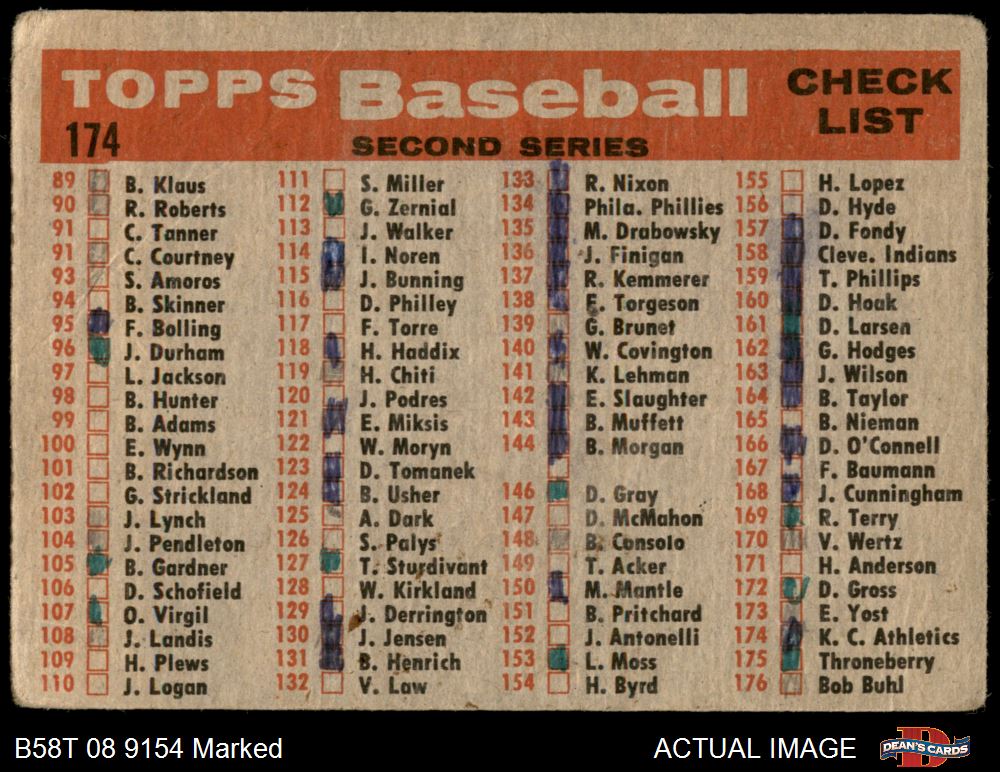 TOPPS Baseball CHECK LIST
174 SECOND SERIES
89 B. Klaus
90 R. Roberts
91 C. Tanner
91 C. Courtney
93 S. Amoros
94 B. Skinner
95 F. Bolling
96 J. Durham
97 L. Jackson
98 B. Hunter
99 B. Adams
100 E. Wynn
101 B. Richardson
102 G. Strickland
103 J. Lynch
104 J. Pendleton
105 B. Gardner
106 D. Schofield
107 O. Virgil
108 J. Landis
109 H. Plews
110 J. Logan
111 S. Miller
112 G. Zernial
113 J. Walker
114 I. Noren
115 J. Bunning
116 D. Philley
117 F. Torre
118 H. Haddix
119 H. Chiti
120 J. Podres
121 E. Miksis
122 W. Moryn
123 D. Tomanek
124 B. Usher
125 A. Dark
126 S. Palys
127 T. Sturdivant
128 W. Kirkland
129 J. Derrington
130 J. Jensen
131 B. Henrich
132 V. Law
133 R. Nixon
134 Phila. Phillies
135 M. Drabowsky
136 J. Finigan
137 R. Kemmerer
138 E. Torgeson
139 G. Brunet
140 W. Covington
141 K. Lehman
142 E. Slaughter
143 B. Muffett
144 B. Morgan
146 D. Gray
147 D. McMahon
148 B. Consolo
149 T. Acker
150 M. Mantle
151 B. Pritchard
152 J. Antonelli
153 L. Moss
154 H. Byrd
155 H. Lopez
156 D. Hyde
157 D. Fondy
158 Cleve. Indians
159 T. Phillips
160 D. Hoak
161 D. Larsen
162 G. Hodges
163 J. Wilson
164 B. Taylor
165 B. Nieman
166 D. O'Connell
167 F. Baumann
168 J. Cunningham
169 R. Terry
170 V. Wertz
171 H. Anderson
172 D. Gross
173 E. Yost
174 K. C. Athletics
175 Throneberry
176 Bob Buhl
B58T 08 9154 Marked
ACTUAL IMAGE
DEAN'S CARDS